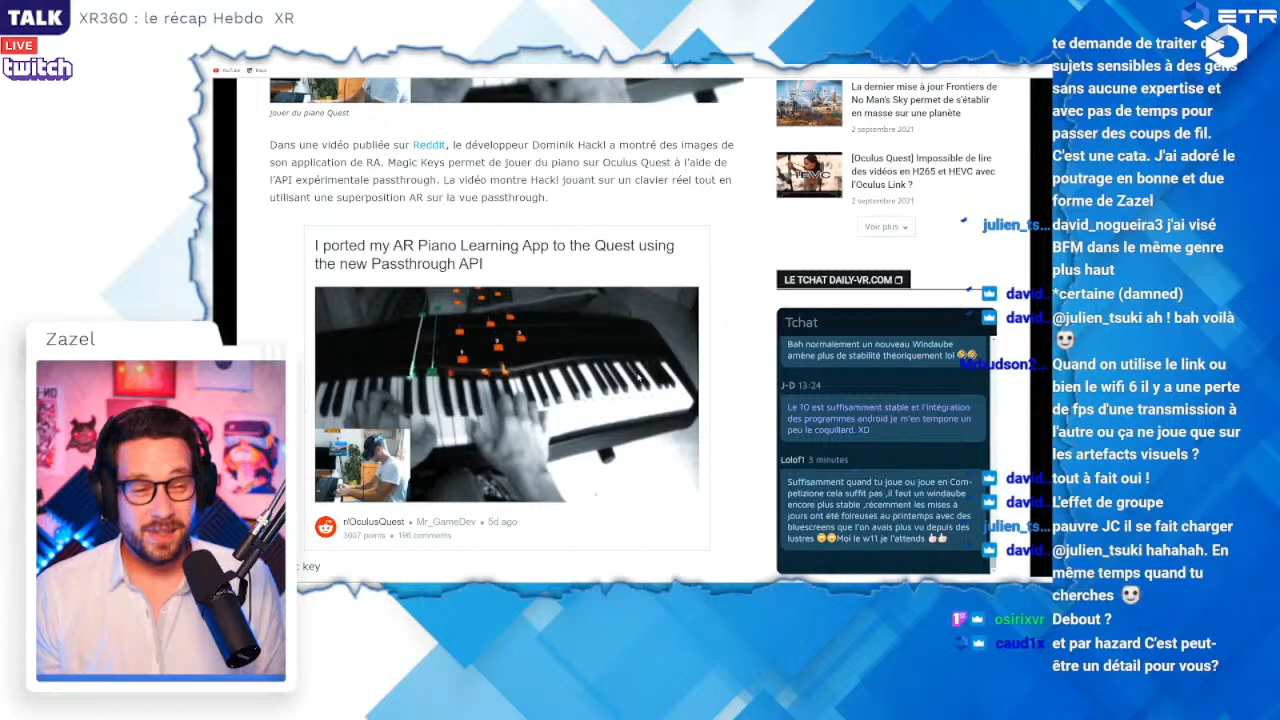 TALK
XR360 : le récap Hebdo XR
LIVE
twitch
ETR
YouTube
Maps
Jouer du piano Quest
Dans une vidéo publiée sur Reddit, le développeur Dominik Hackl a montré des images de
son application de RA. Magic Keys permet de jouer du piano sur Oculus Quest à l'aide de
l'API expérimentale passthrough. La vidéo montre Hackl jouant sur un clavier réel tout en
utilisant une superposition AR sur la vue passthrough.
I ported my AR Piano Learning App to the Quest using
the new Passthrough API
r/OculusQuest • Mr_GameDev • 5d ago
3697 points • 196 comments
: key
La dernière mise à jour Frontiers de
No Man's Sky permet de s'établir
en masse sur une planète
2 septembre 2021
[Oculus Quest] Impossible de lire
des vidéos en H265 et HEVC avec
l'Oculus Link ?
2 septembre 2021
Voir plus
LE TCHAT DAILY-VR.COM
Tchat
Bah normalement un nouveau Windaube
amène plus de stabilité théoriquement lol
J-D 13:24
Le 10 est suffisamment stable et l'intégration
des programmes android je m'en tempone un
peu le coquillard. XD
Lolof1 3 minutes
Suffisamment quand tu joue ou joue en Com-
petizione cela suffit pas ,il faut un windaube
encore plus stable ,récemment les mises a
jours ont été foireuses au printemps avec des
bluescreens que l'on avais plus vu depuis des
lustres 🙄🙄Moi le w11 je l'attends 👍🏻👍🏻
Zazel
te demande de traiter des
sujets sensibles à des gens
sans aucune expertise et
avec pas de temps pour
passer des coups de fil.
C'est une cata. J'ai adoré le
poutrage en bonne et due
forme de Zazel
julien_ts... david_nogueira3 j'ai visé
BFM dans le même genre
plus haut
david... *certaine (damned)
david... @julien_tsuki ah ! bah voilà
Mrhudson2... Quand on utilise le link ou
bien le wifi 6 il y a une perte
de fps d'une transmission à
l'autre ou ça ne joue que sur
les artefacts visuels ?
david... tout à fait oui !
david... L'effet de groupe
julien_ts... pauvre JC il se fait charger
david... @julien_tsuki hahahah. En
même temps quand tu
cherches
osirixvr Debout ?
caud1x et par hazard C'est peut-
être un détail pour vous?